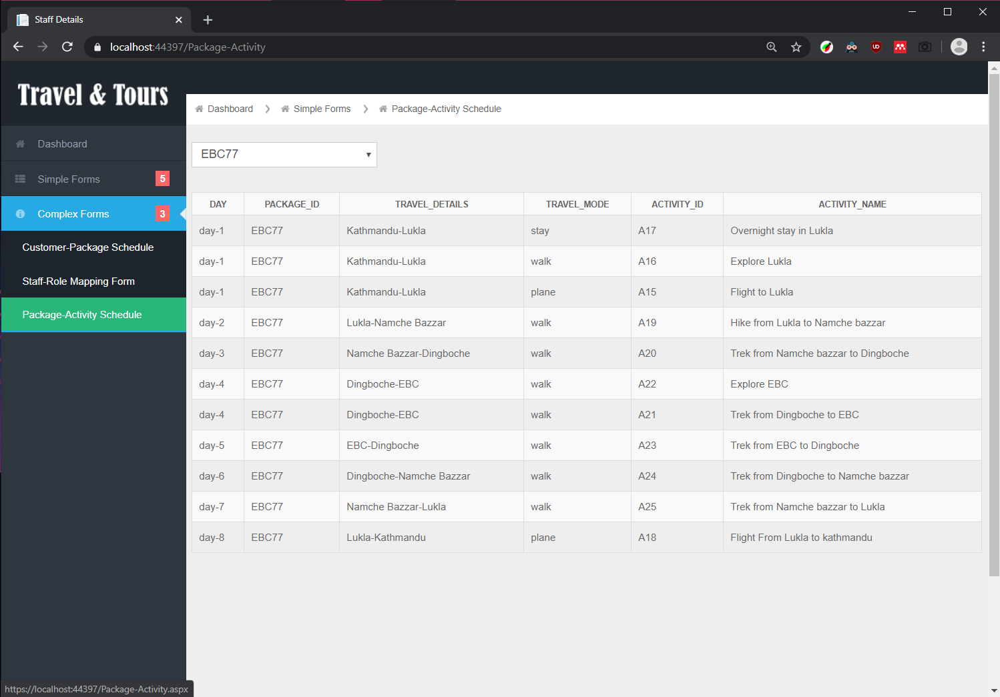 Staff Details
localhost:44397/Package-Activity
Travel & Tours
Dashboard Simple Forms Package-Activity Schedule
Dashboard
Simple Forms 5
Complex Forms 3
Customer-Package Schedule
Staff-Role Mapping Form
Package-Activity Schedule
EBC77
DAY PACKAGE_ID TRAVEL_DETAILS TRAVEL_MODE ACTIVITY_ID ACTIVITY_NAME
day-1 EBC77 Kathmandu-Lukla stay A17 Overnight stay in Lukla
day-1 EBC77 Kathmandu-Lukla walk A16 Explore Lukla
day-1 EBC77 Kathmandu-Lukla plane A15 Flight to Lukla
day-2 EBC77 Lukla-Namche Bazzar walk A19 Hike from Lukla to Namche bazzar
day-3 EBC77 Namche Bazzar-Dingboche walk A20 Trek from Namche bazzar to Dingboche
day-4 EBC77 Dingboche-EBC walk A22 Explore EBC
day-4 EBC77 Dingboche-EBC walk A21 Trek from Dingboche to EBC
day-5 EBC77 EBC-Dingboche walk A23 Trek from EBC to Dingboche
day-6 EBC77 Dingboche-Namche Bazzar walk A24 Trek from Dingboche to Namche bazzar
day-7 EBC77 Namche Bazzar-Lukla walk A25 Trek from Namche bazzar to Lukla
day-8 EBC77 Lukla-Kathmandu plane A18 Flight From Lukla to kathmandu
https://localhost:44397/Package-Activity.aspx